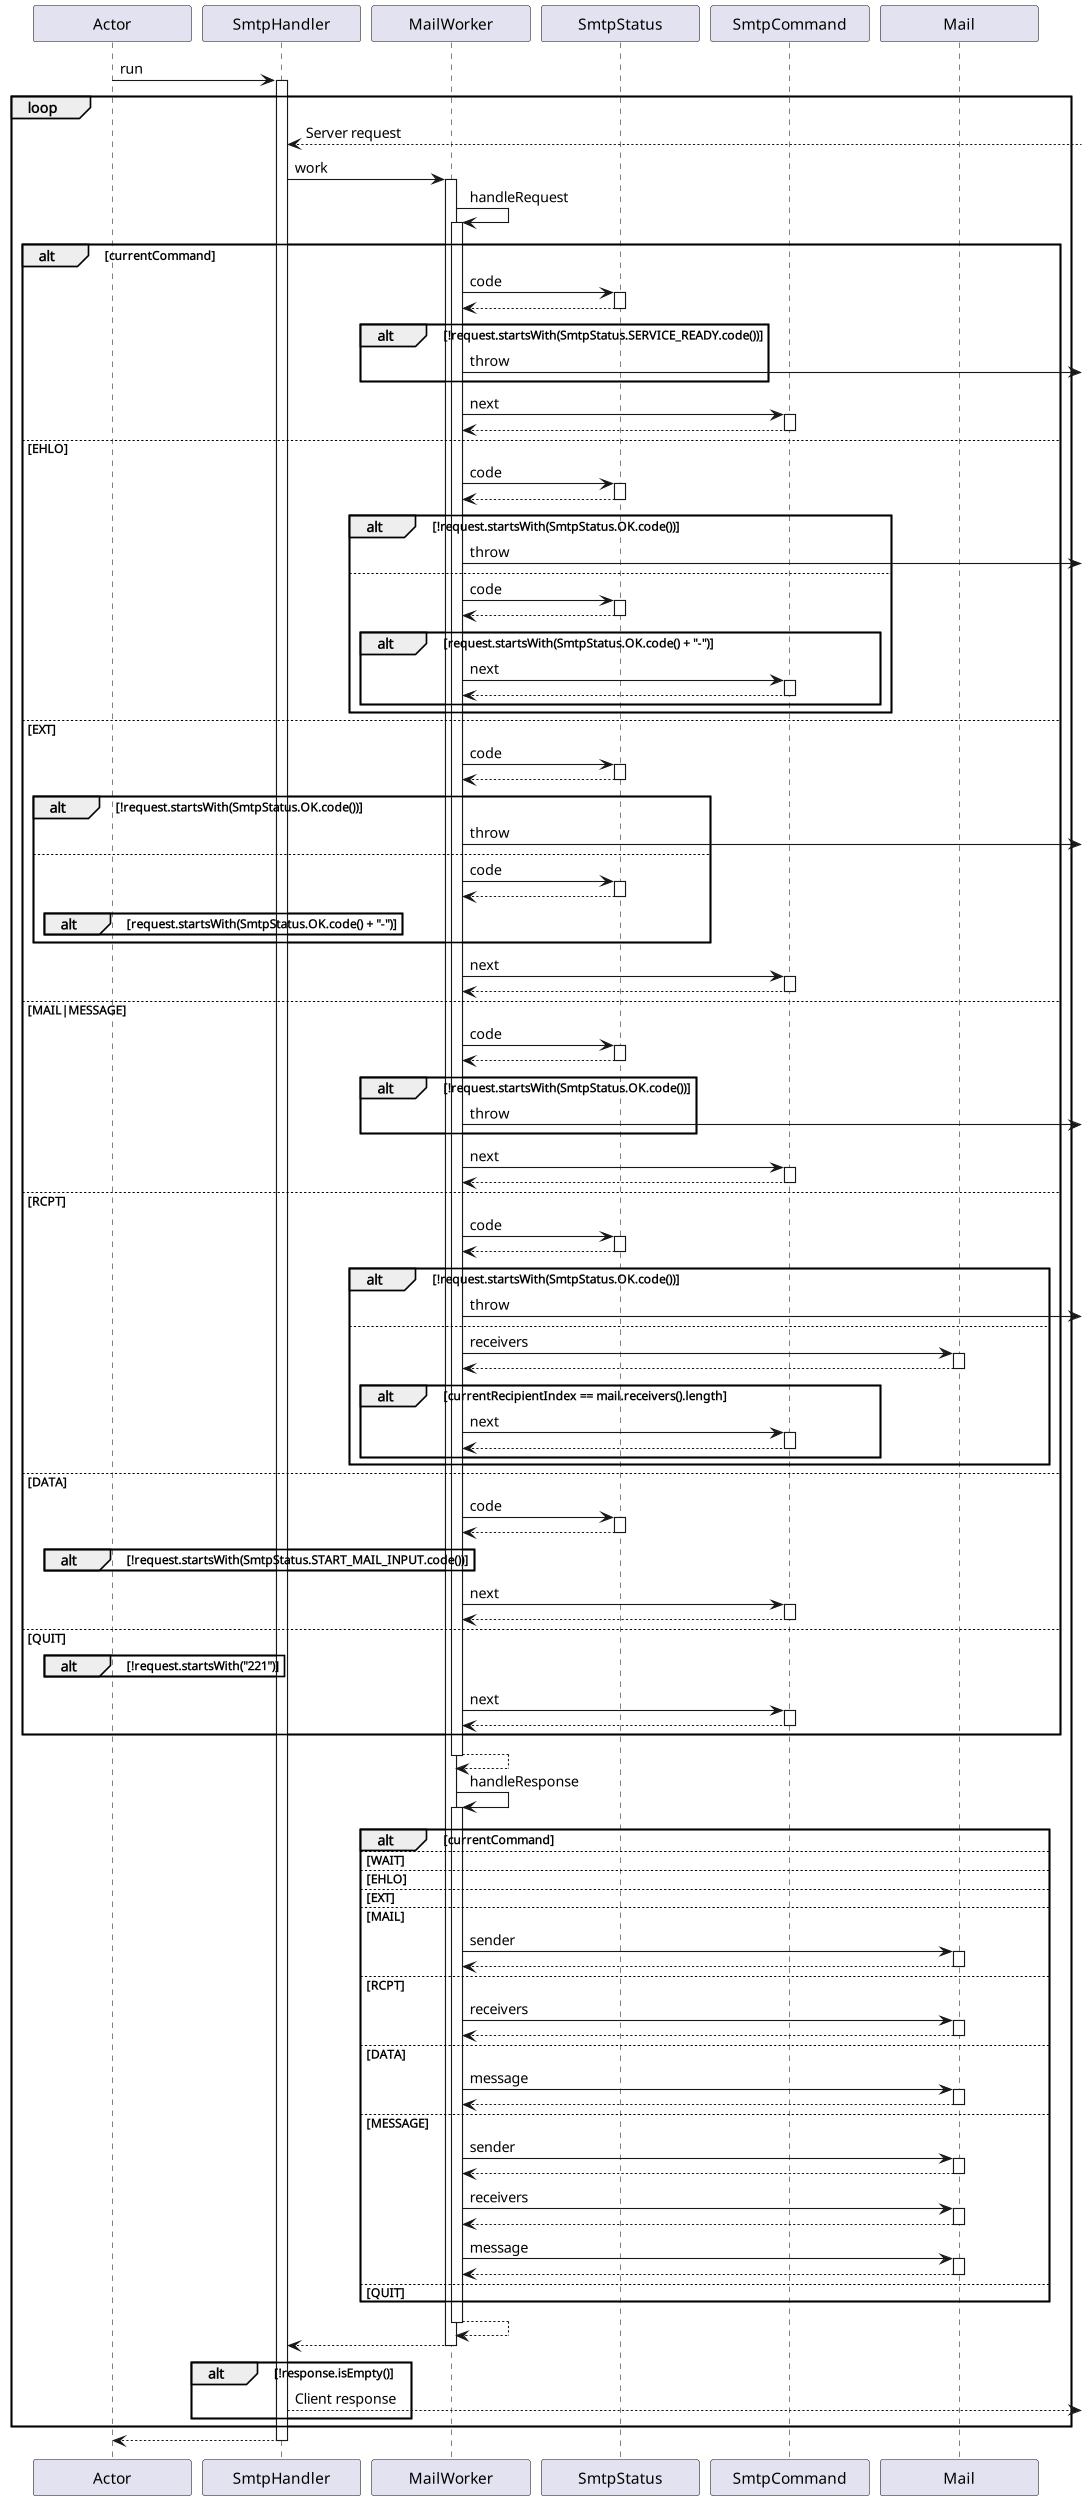 Actor SmtpHandler MailWorker SmtpStatus SmtpCommand Mail
run
loop
Server request
work
handleRequest
alt [currentCommand]
code
alt [!request.startsWith(SmtpStatus.SERVICE_READY.code())]
throw
next
[EHLO]
code
alt [!request.startsWith(SmtpStatus.OK.code())]
throw
code
alt [request.startsWith(SmtpStatus.OK.code() + "-")]
next
[EXT]
code
alt [!request.startsWith(SmtpStatus.OK.code())]
throw
code
alt [request.startsWith(SmtpStatus.OK.code() + "-")]
next
[MAIL|MESSAGE]
code
alt [!request.startsWith(SmtpStatus.OK.code())]
throw
next
[RCPT]
code
alt [!request.startsWith(SmtpStatus.OK.code())]
throw
receivers
alt [currentRecipientIndex == mail.receivers().length]
next
[DATA]
code
alt [!request.startsWith(SmtpStatus.START_MAIL_INPUT.code())]
next
[QUIT]
alt [!request.startsWith("221")]
next
handleResponse
alt [currentCommand]
[WAIT]
[EHLO]
[EXT]
[MAIL]
sender
[RCPT]
receivers
[DATA]
message
[MESSAGE]
sender
receivers
message
[QUIT]
alt [!response.isEmpty()]
Client response
Actor SmtpHandler MailWorker SmtpStatus SmtpCommand Mail